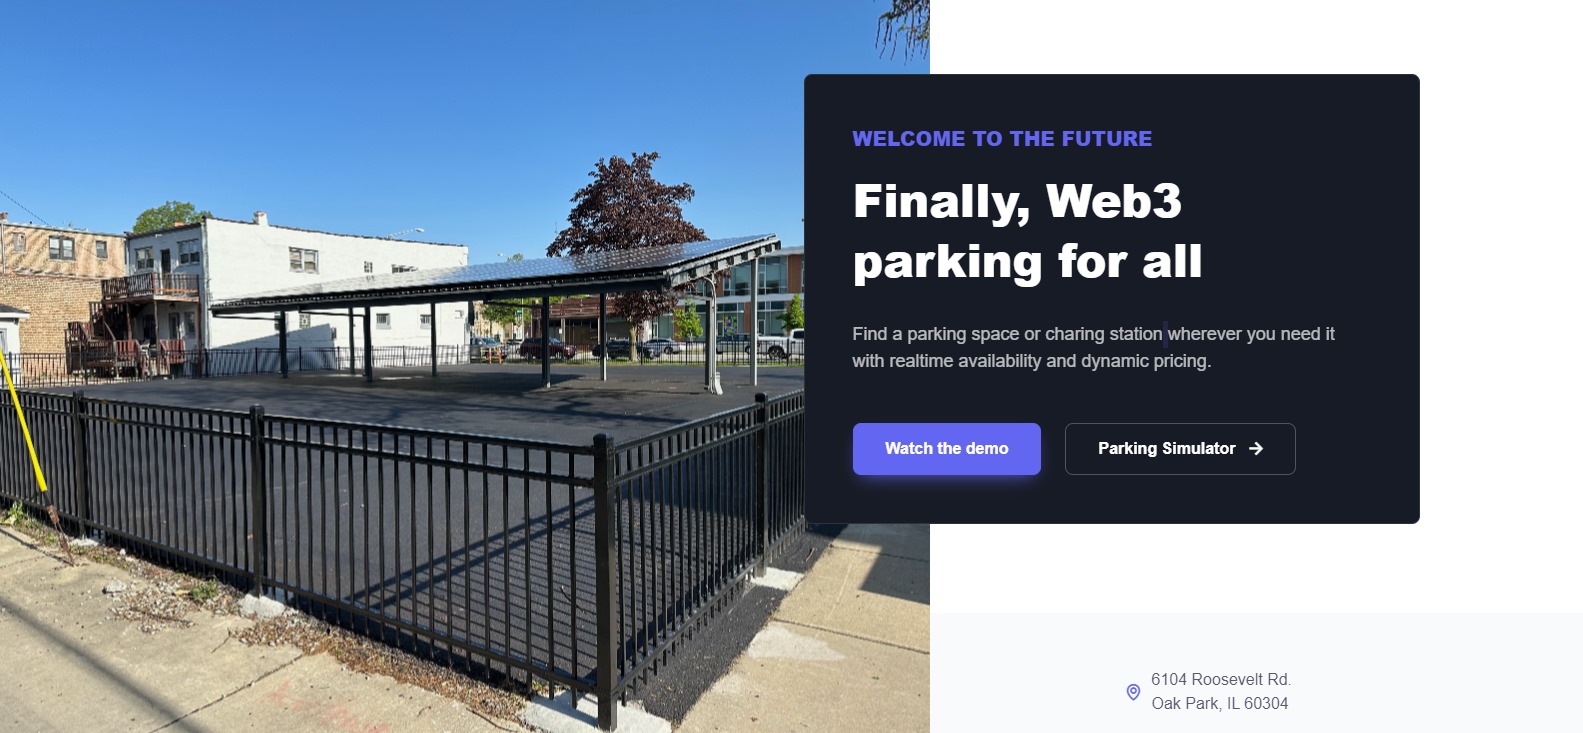 WELCOME TO THE FUTURE
Finally, Web3
parking for all
Find a parking space or charing station wherever you need it
with realtime availability and dynamic pricing.
Watch the demo
Parking Simulator →
6104 Roosevelt Rd.
Oak Park, IL 60304